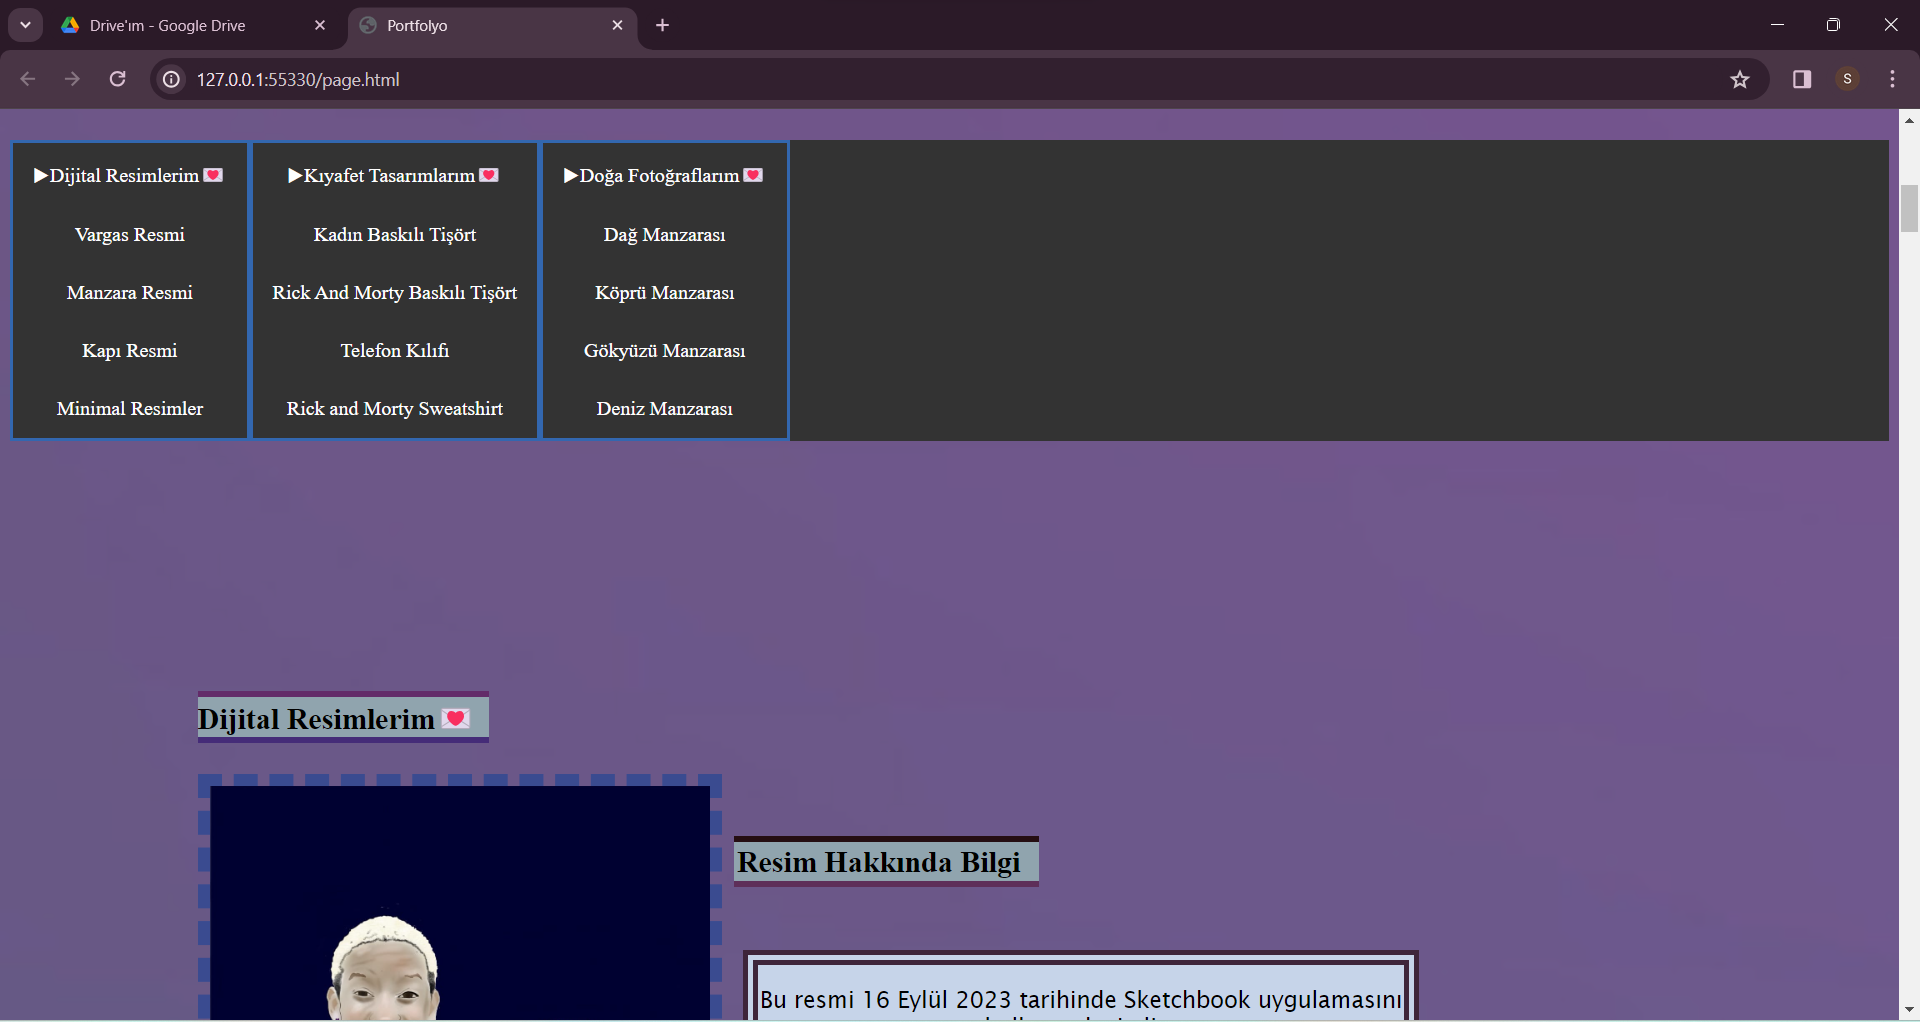 Drive'ım - Google Drive
Portfolyo
127.0.0.1:55330/page.html
S
▶Dijital Resimlerim 💌
Vargas Resmi
Manzara Resmi
Kapı Resmi
Minimal Resimler
▶Kıyafet Tasarımlarım 💌
Kadın Baskılı Tişört
Rick And Morty Baskılı Tişört
Telefon Kılıfı
Rick and Morty Sweatshirt
▶Doğa Fotoğraflarım 💌
Dağ Manzarası
Köprü Manzarası
Gökyüzü Manzarası
Deniz Manzarası
Dijital Resimlerim 💌
Resim Hakkında Bilgi
Bu resmi 16 Eylül 2023 tarihinde Sketchbook uygulamasını